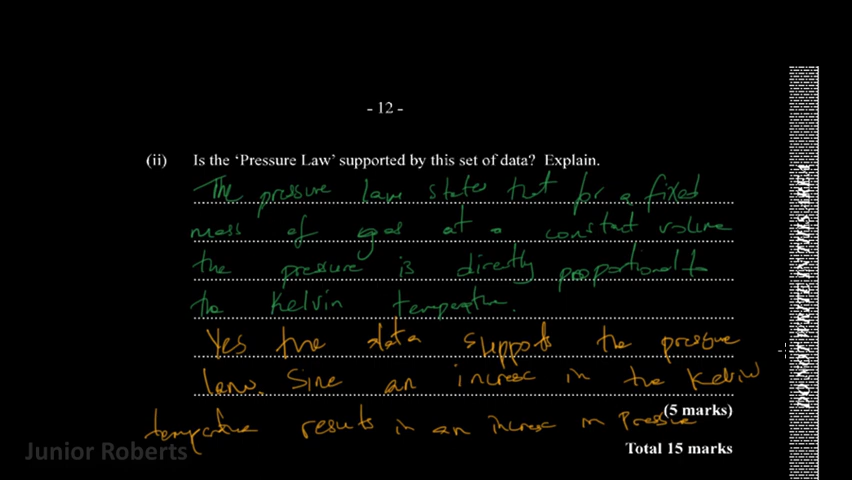 - 12 -
(ii) Is the ‘Pressure Law’ supported by this set of data? Explain.
The pressure law states that for a fixed
mass of gas at a constant volume
the pressure is directly proportional to
the Kelvin temperature.
Yes the data supports the pressure
law. Sine an increse in the Kelvin
(5 marks)
temperature results in an increse in Pressure
Junior Roberts
Total 15 marks
DO NOT WRITE IN THIS AREA